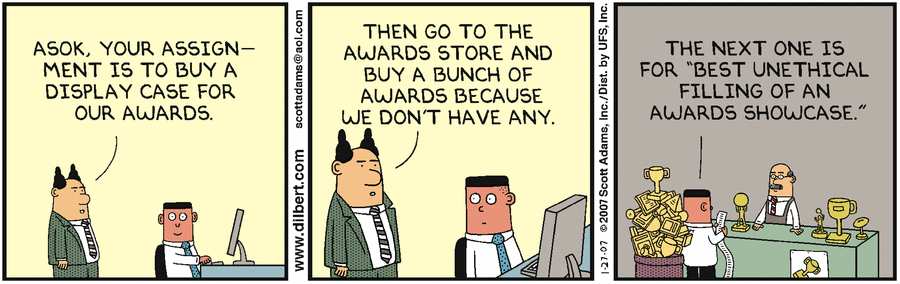 ASOK, YOUR ASSIGN-
MENT IS TO BUY A
DISPLAY CASE FOR
OUR AWARDS.
www.dilbert.com scottadams@aol.com
THEN GO TO THE
AWARDS STORE AND
BUY A BUNCH OF
AWARDS BECAUSE
WE DON'T HAVE ANY.
1-27-07 ©2007 Scott Adams, Inc./Dist. by UFS, Inc.
THE NEXT ONE IS
FOR "BEST UNETHICAL
FILLING OF AN
AWARDS SHOWCASE."